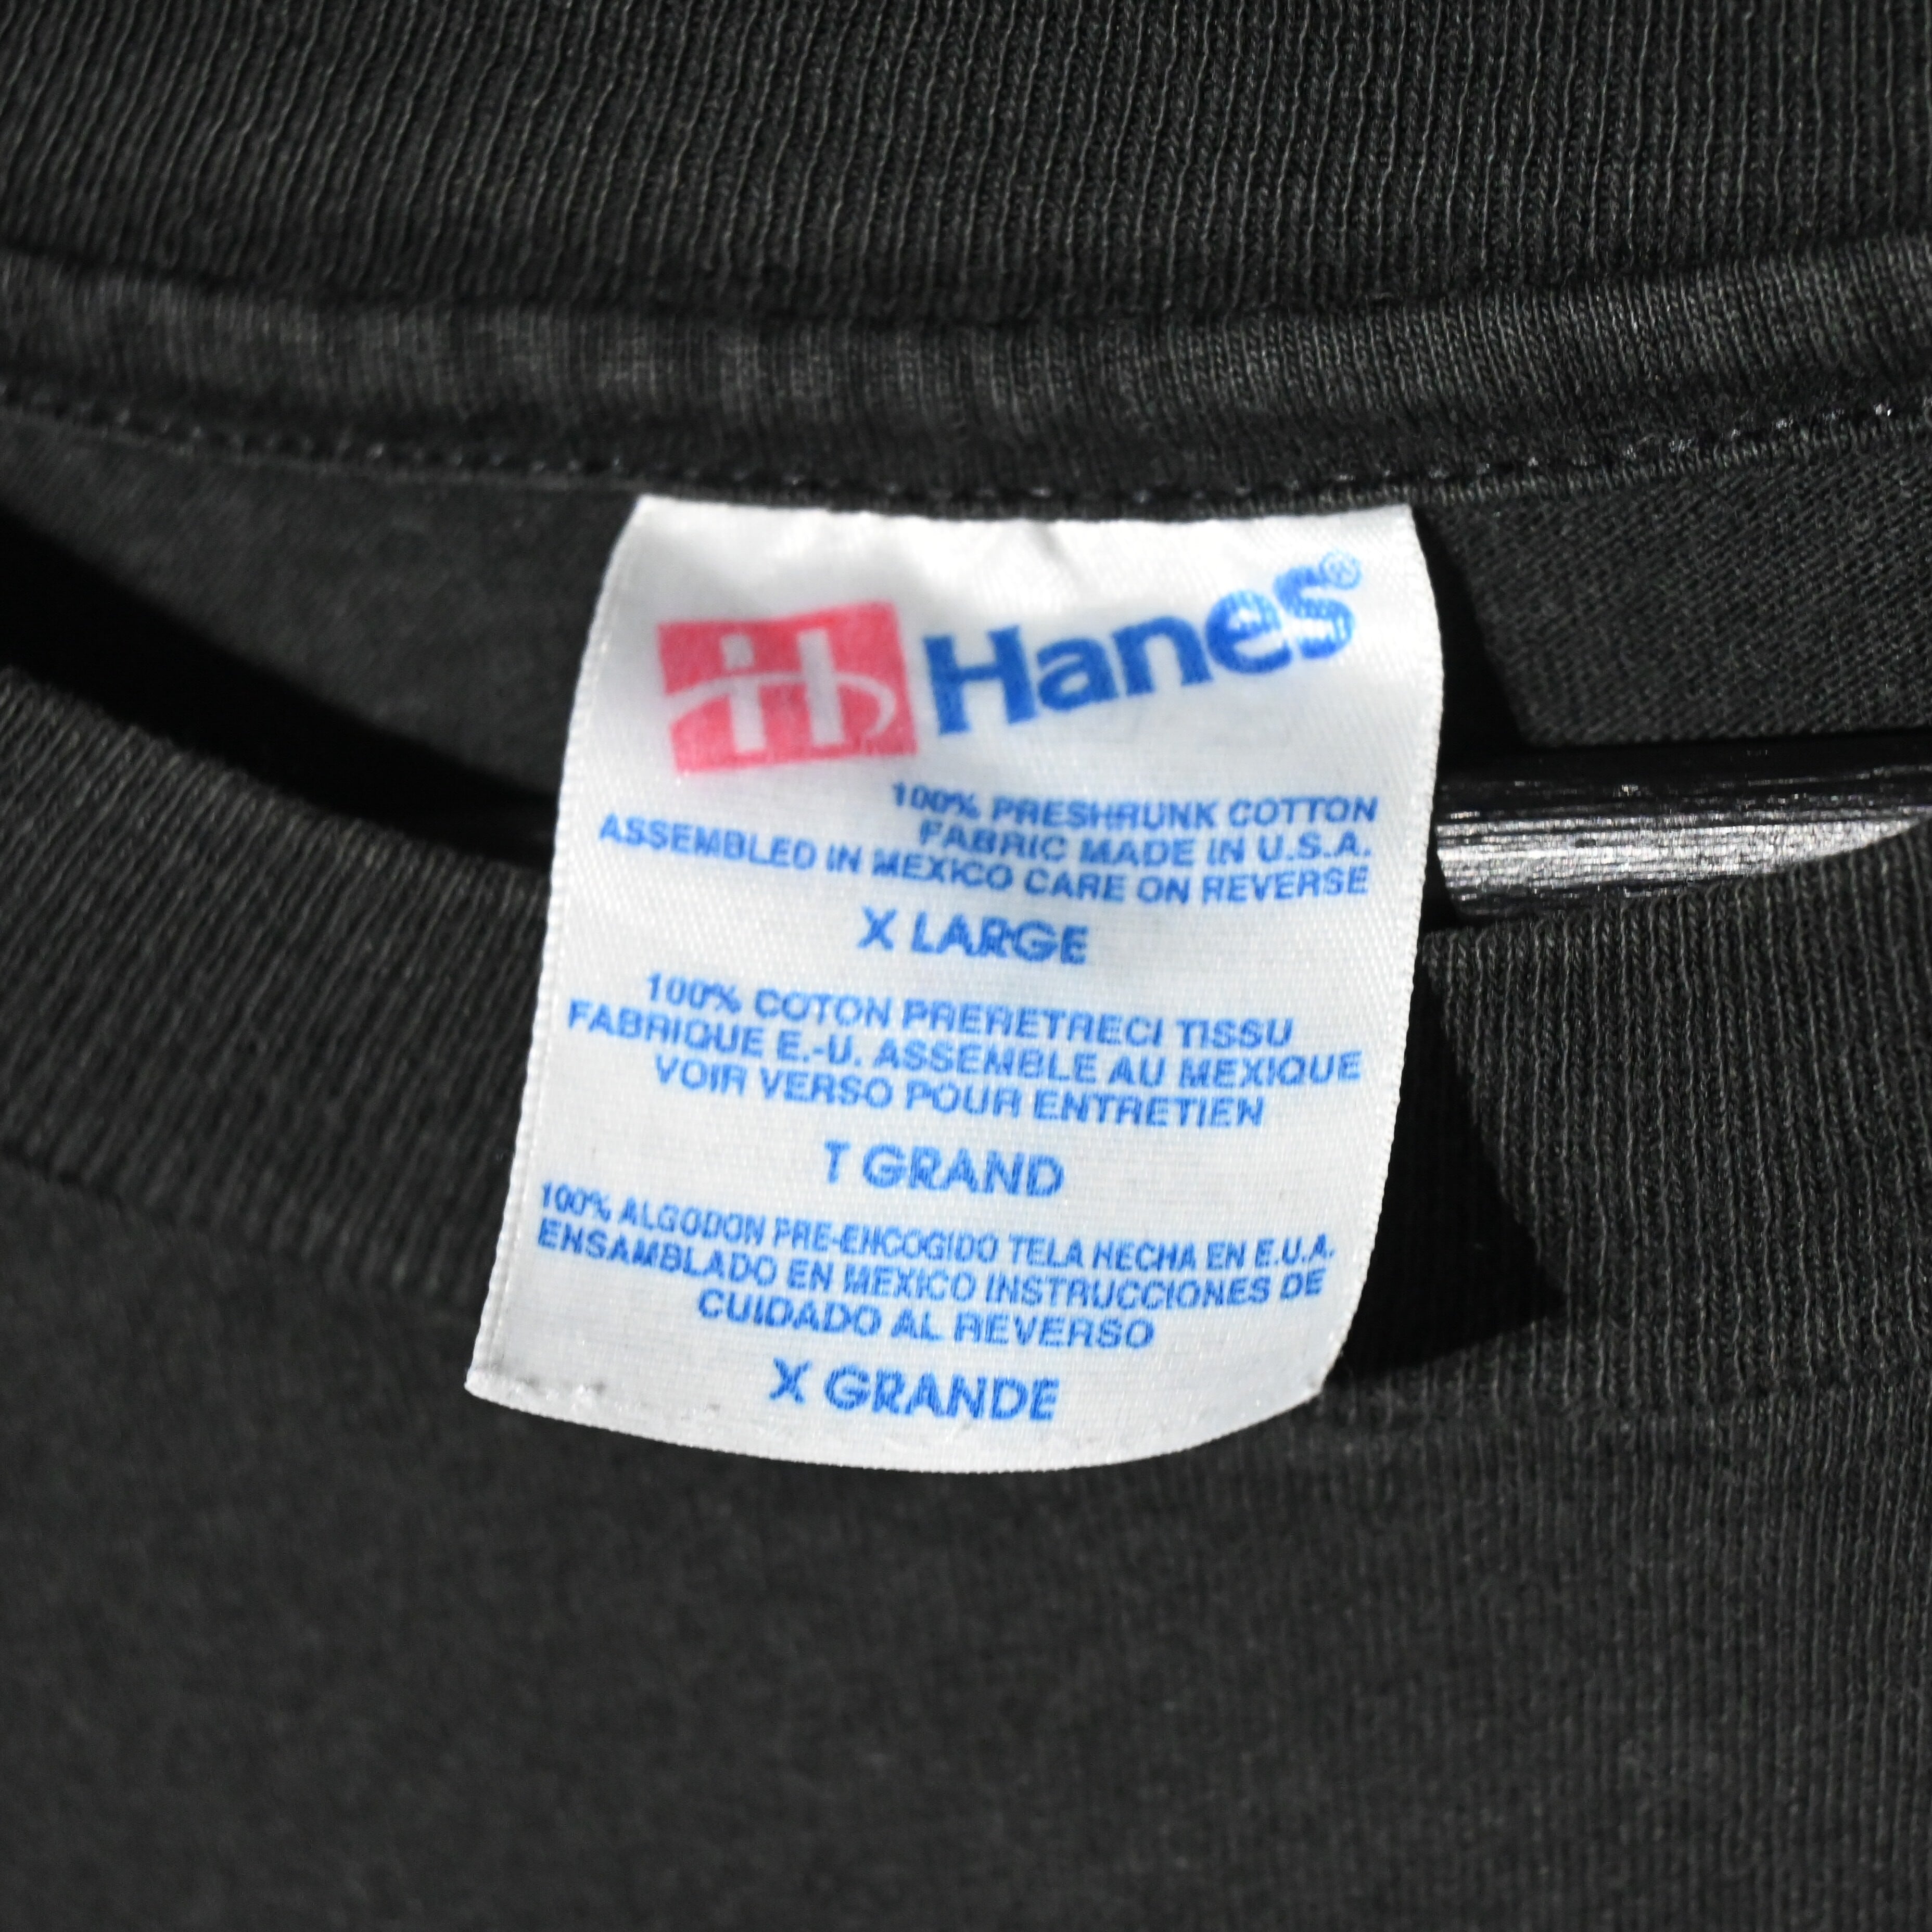 Hanes®
100% PRESHRUNK COTTON
FABRIC MADE IN U.S.A.
ASSEMBLED IN MEXICO CARE ON REVERSE
X LARGE
100% COTON PRERETRECI TISSU
FABRIQUE E.-U. ASSEMBLE AU MEXIQUE
VOIR VERSO POUR ENTRETIEN
T GRAND
100% ALGODON PRE-ENCOGIDO TELA HECHA EN E.U.A.
ENSAMBLADO EN MEXICO INSTRUCCIONES DE
CUIDADO AL REVERSO
X GRANDE